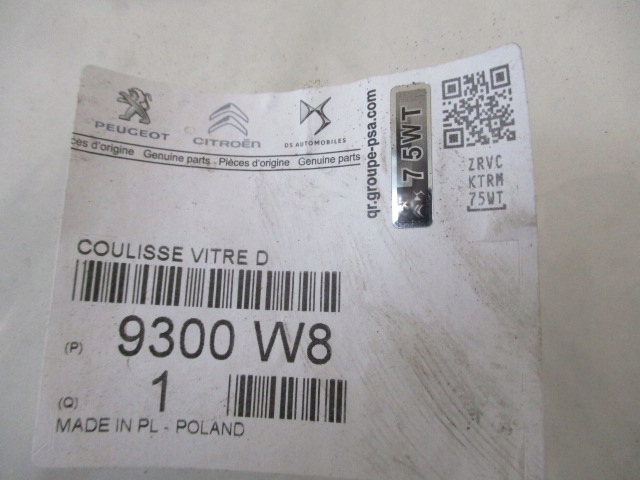 PEUGEOT
CITROËN
DS AUTOMOBILES
ces d'origine Genuine parts - Pièces d'origine Genuine parts
qr.groupe-psa.com
75WT
ZRVC
KTRM
75WT
COULISSE VITRE D
(P) 9300 W8
(Q) 1
MADE IN PL - POLAND